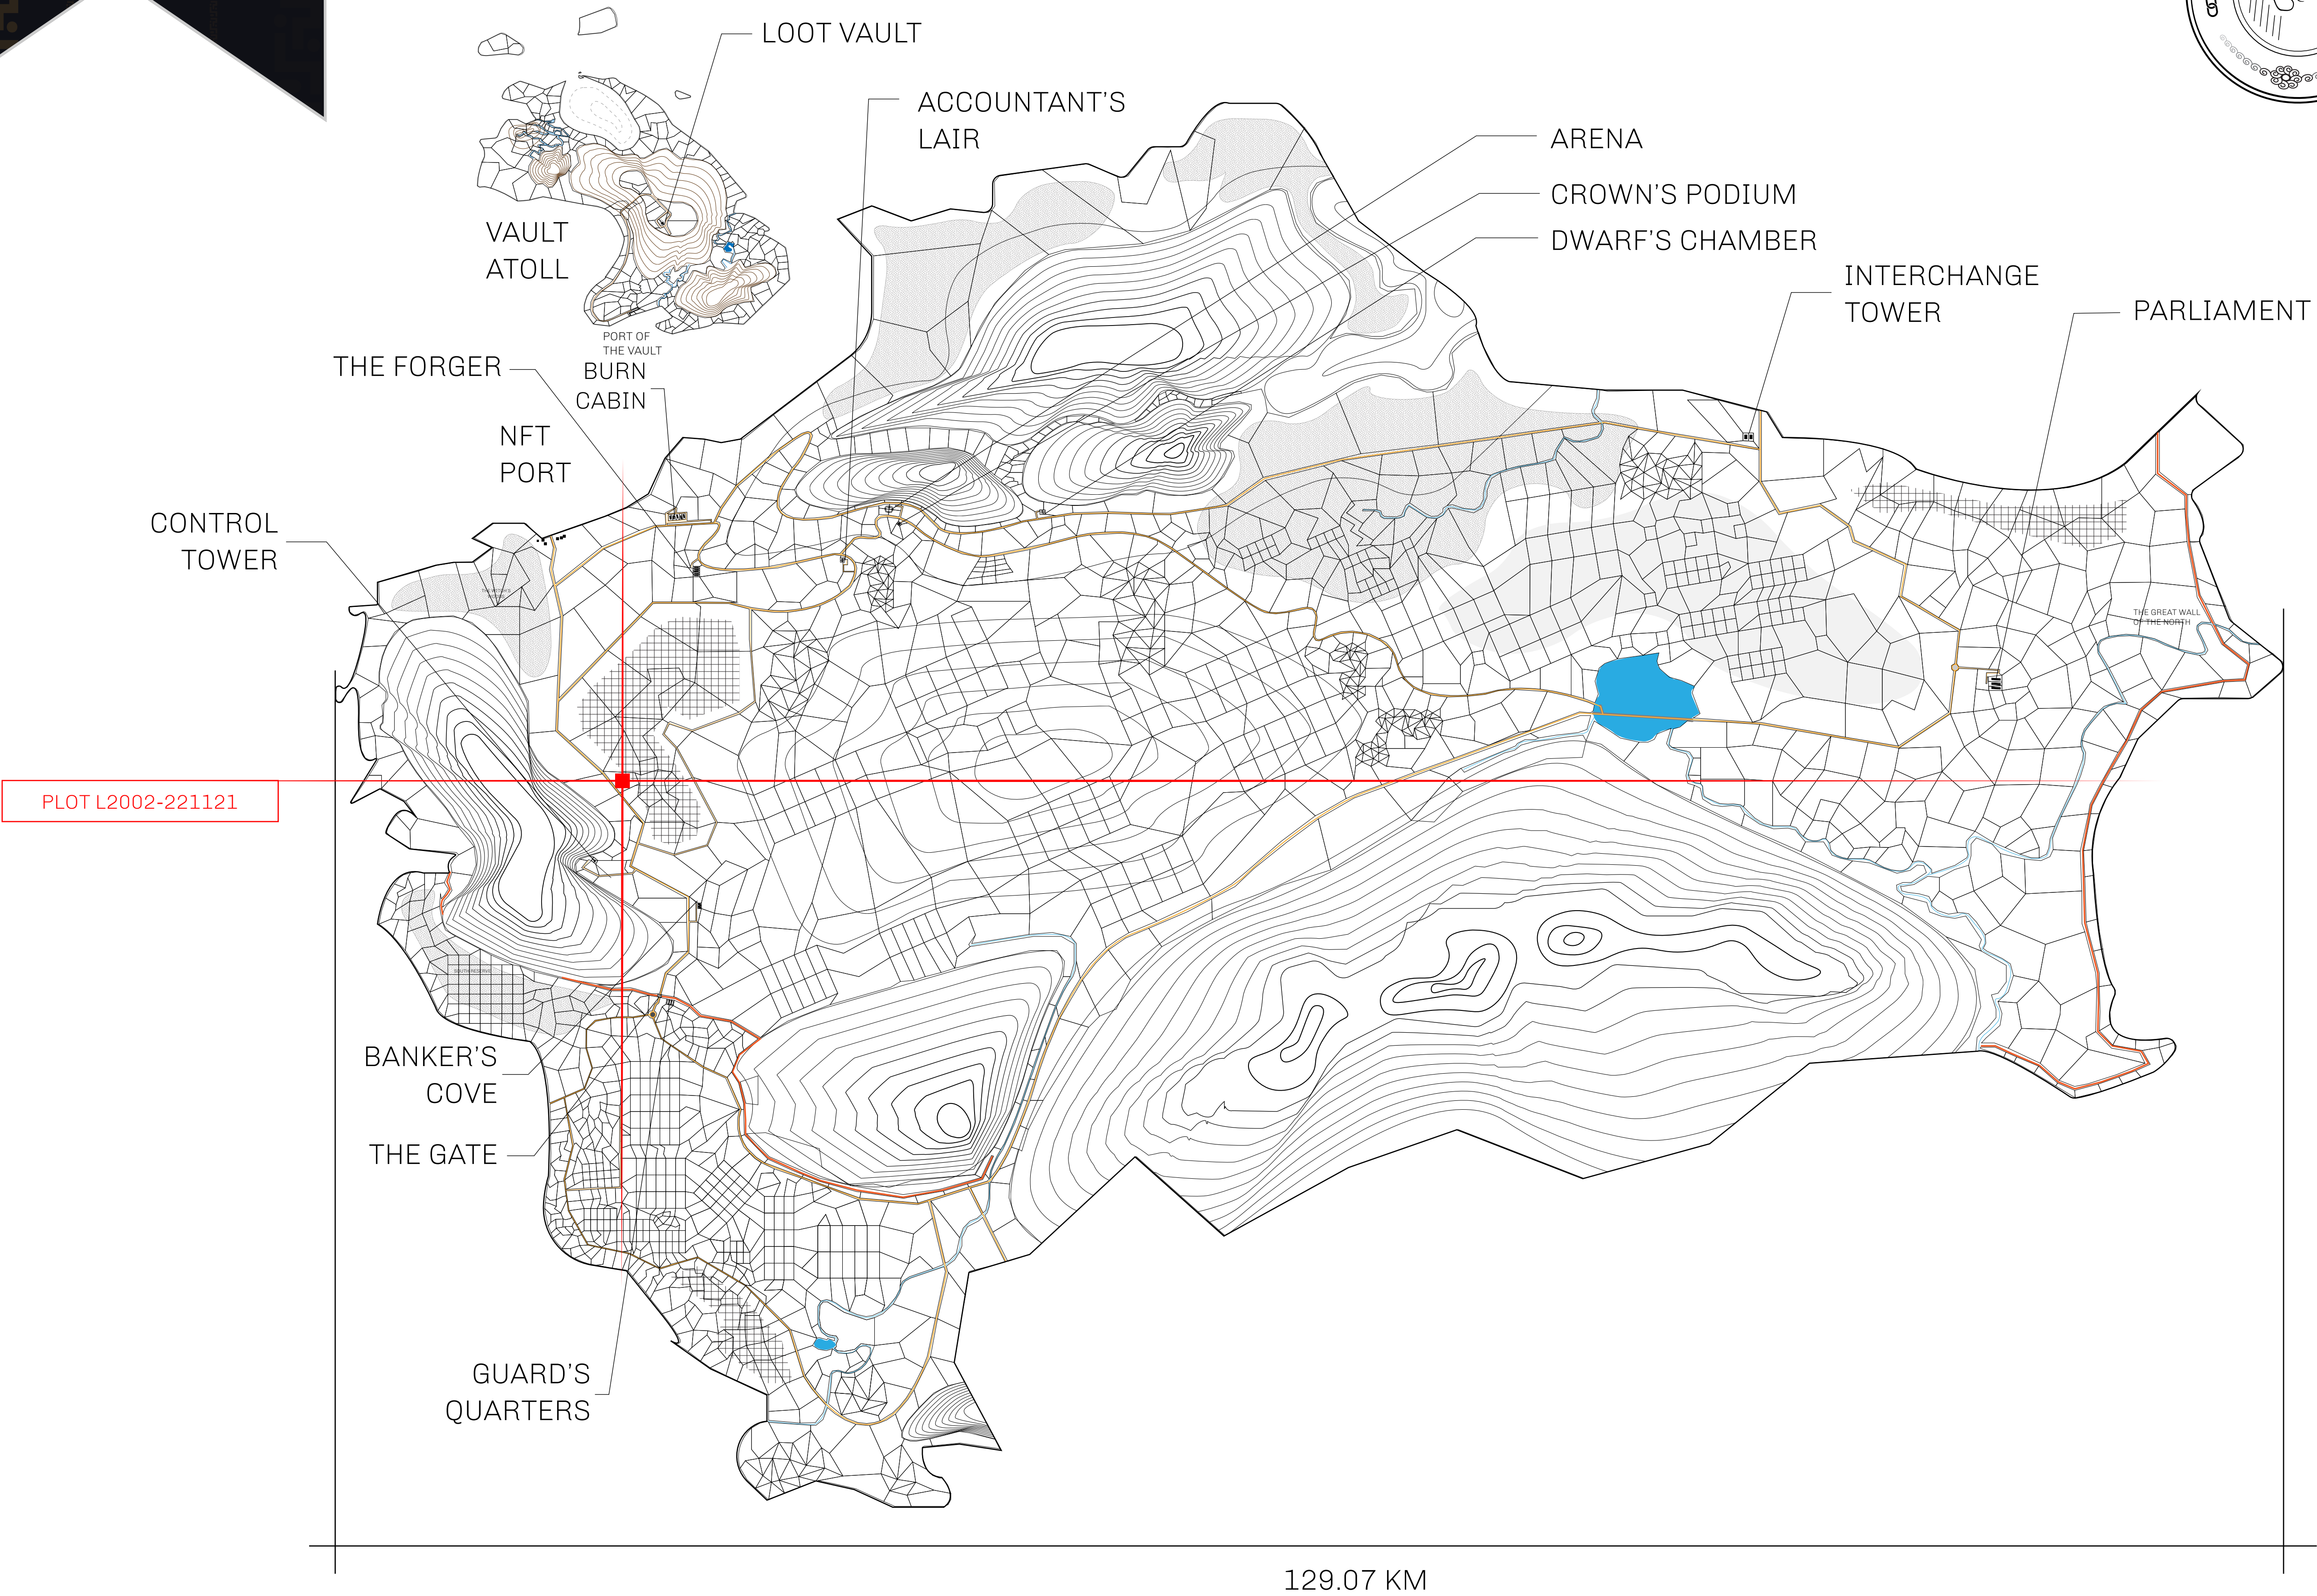 LOOT VAULT
ACCOUNTANT'S
LAIR
ARENA
CROWN'S PODIUM
DWARF'S CHAMBER
VAULT
ATOLL
INTERCHANGE
TOWER
PARLIAMENT
PORT OF
THE VAULT
THE FORGER
BURN
CABIN
NFT
PORT
CONTROL
TOWER
THE GREAT WALL
OF THE NORTH
PLOT L2002-221121
SOUTH RESERVE
BANKER'S
COVE
THE GATE
GUARD'S
QUARTERS
129.07 KM